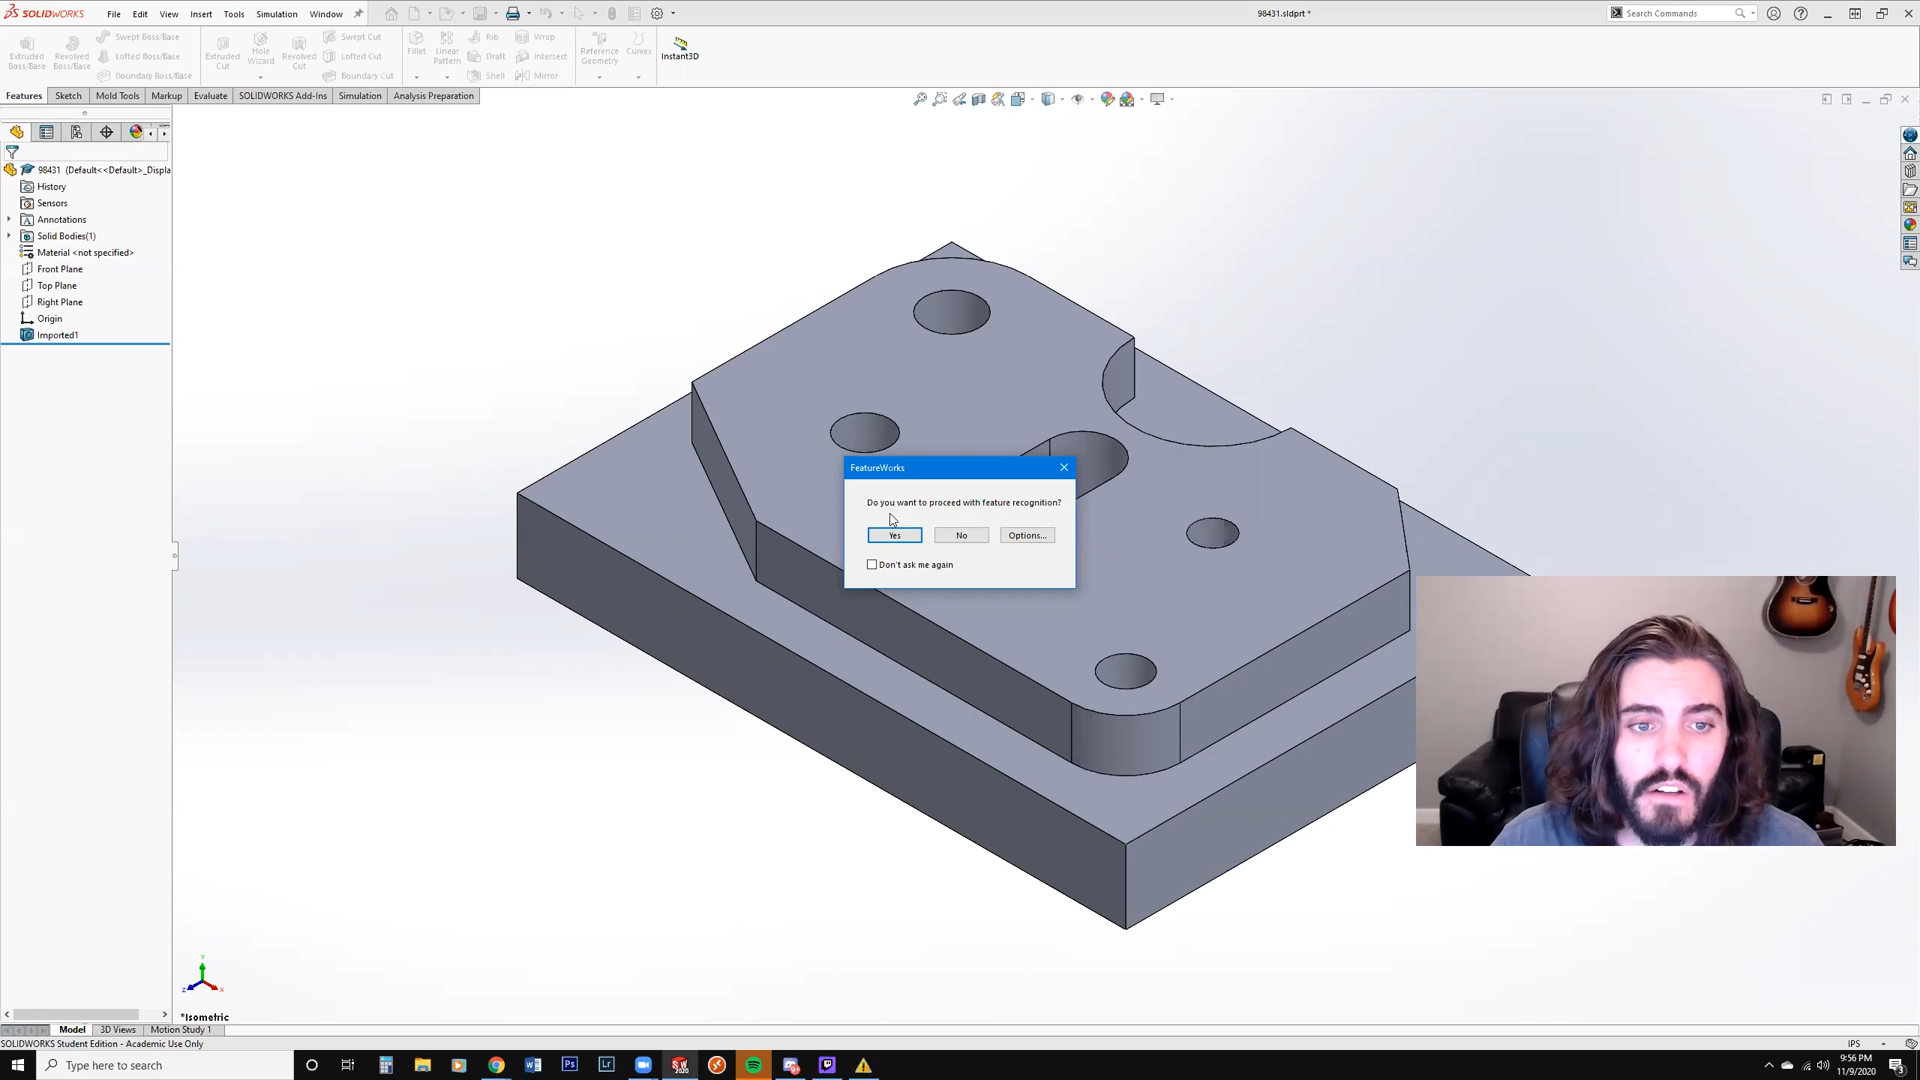 SOLIDWORKS File Edit View Insert Tools Simulation Window 98431.sldprt * Search Commands
Extruded Boss/Base
Revolved Boss/Base
Swept Boss/Base
Lofted Boss/Base
Boundary Boss/Base
Extruded Cut
Hole Wizard
Revolved Cut
Swept Cut
Lofted Cut
Boundary Cut
Fillet
Linear Pattern
Rib
Draft
Shell
Wrap
Intersect
Mirror
Reference Geometry
Curves
Instant3D
Features Sketch Mold Tools Markup Evaluate SOLIDWORKS Add-Ins Simulation Analysis Preparation
98431 (Default<<Default>_Displa
History
Sensors
Annotations
Solid Bodies(1)
Material <not specified>
Front Plane
Top Plane
Right Plane
Origin
Imported1
FeatureWorks
Do you want to proceed with feature recognition?
Yes No Options...
Don't ask me again
Y
Z X
*Isometric
Model 3D Views Motion Study 1
SOLIDWORKS Student Edition - Academic Use Only IPS
Type here to search
9:56 PM
11/9/2020